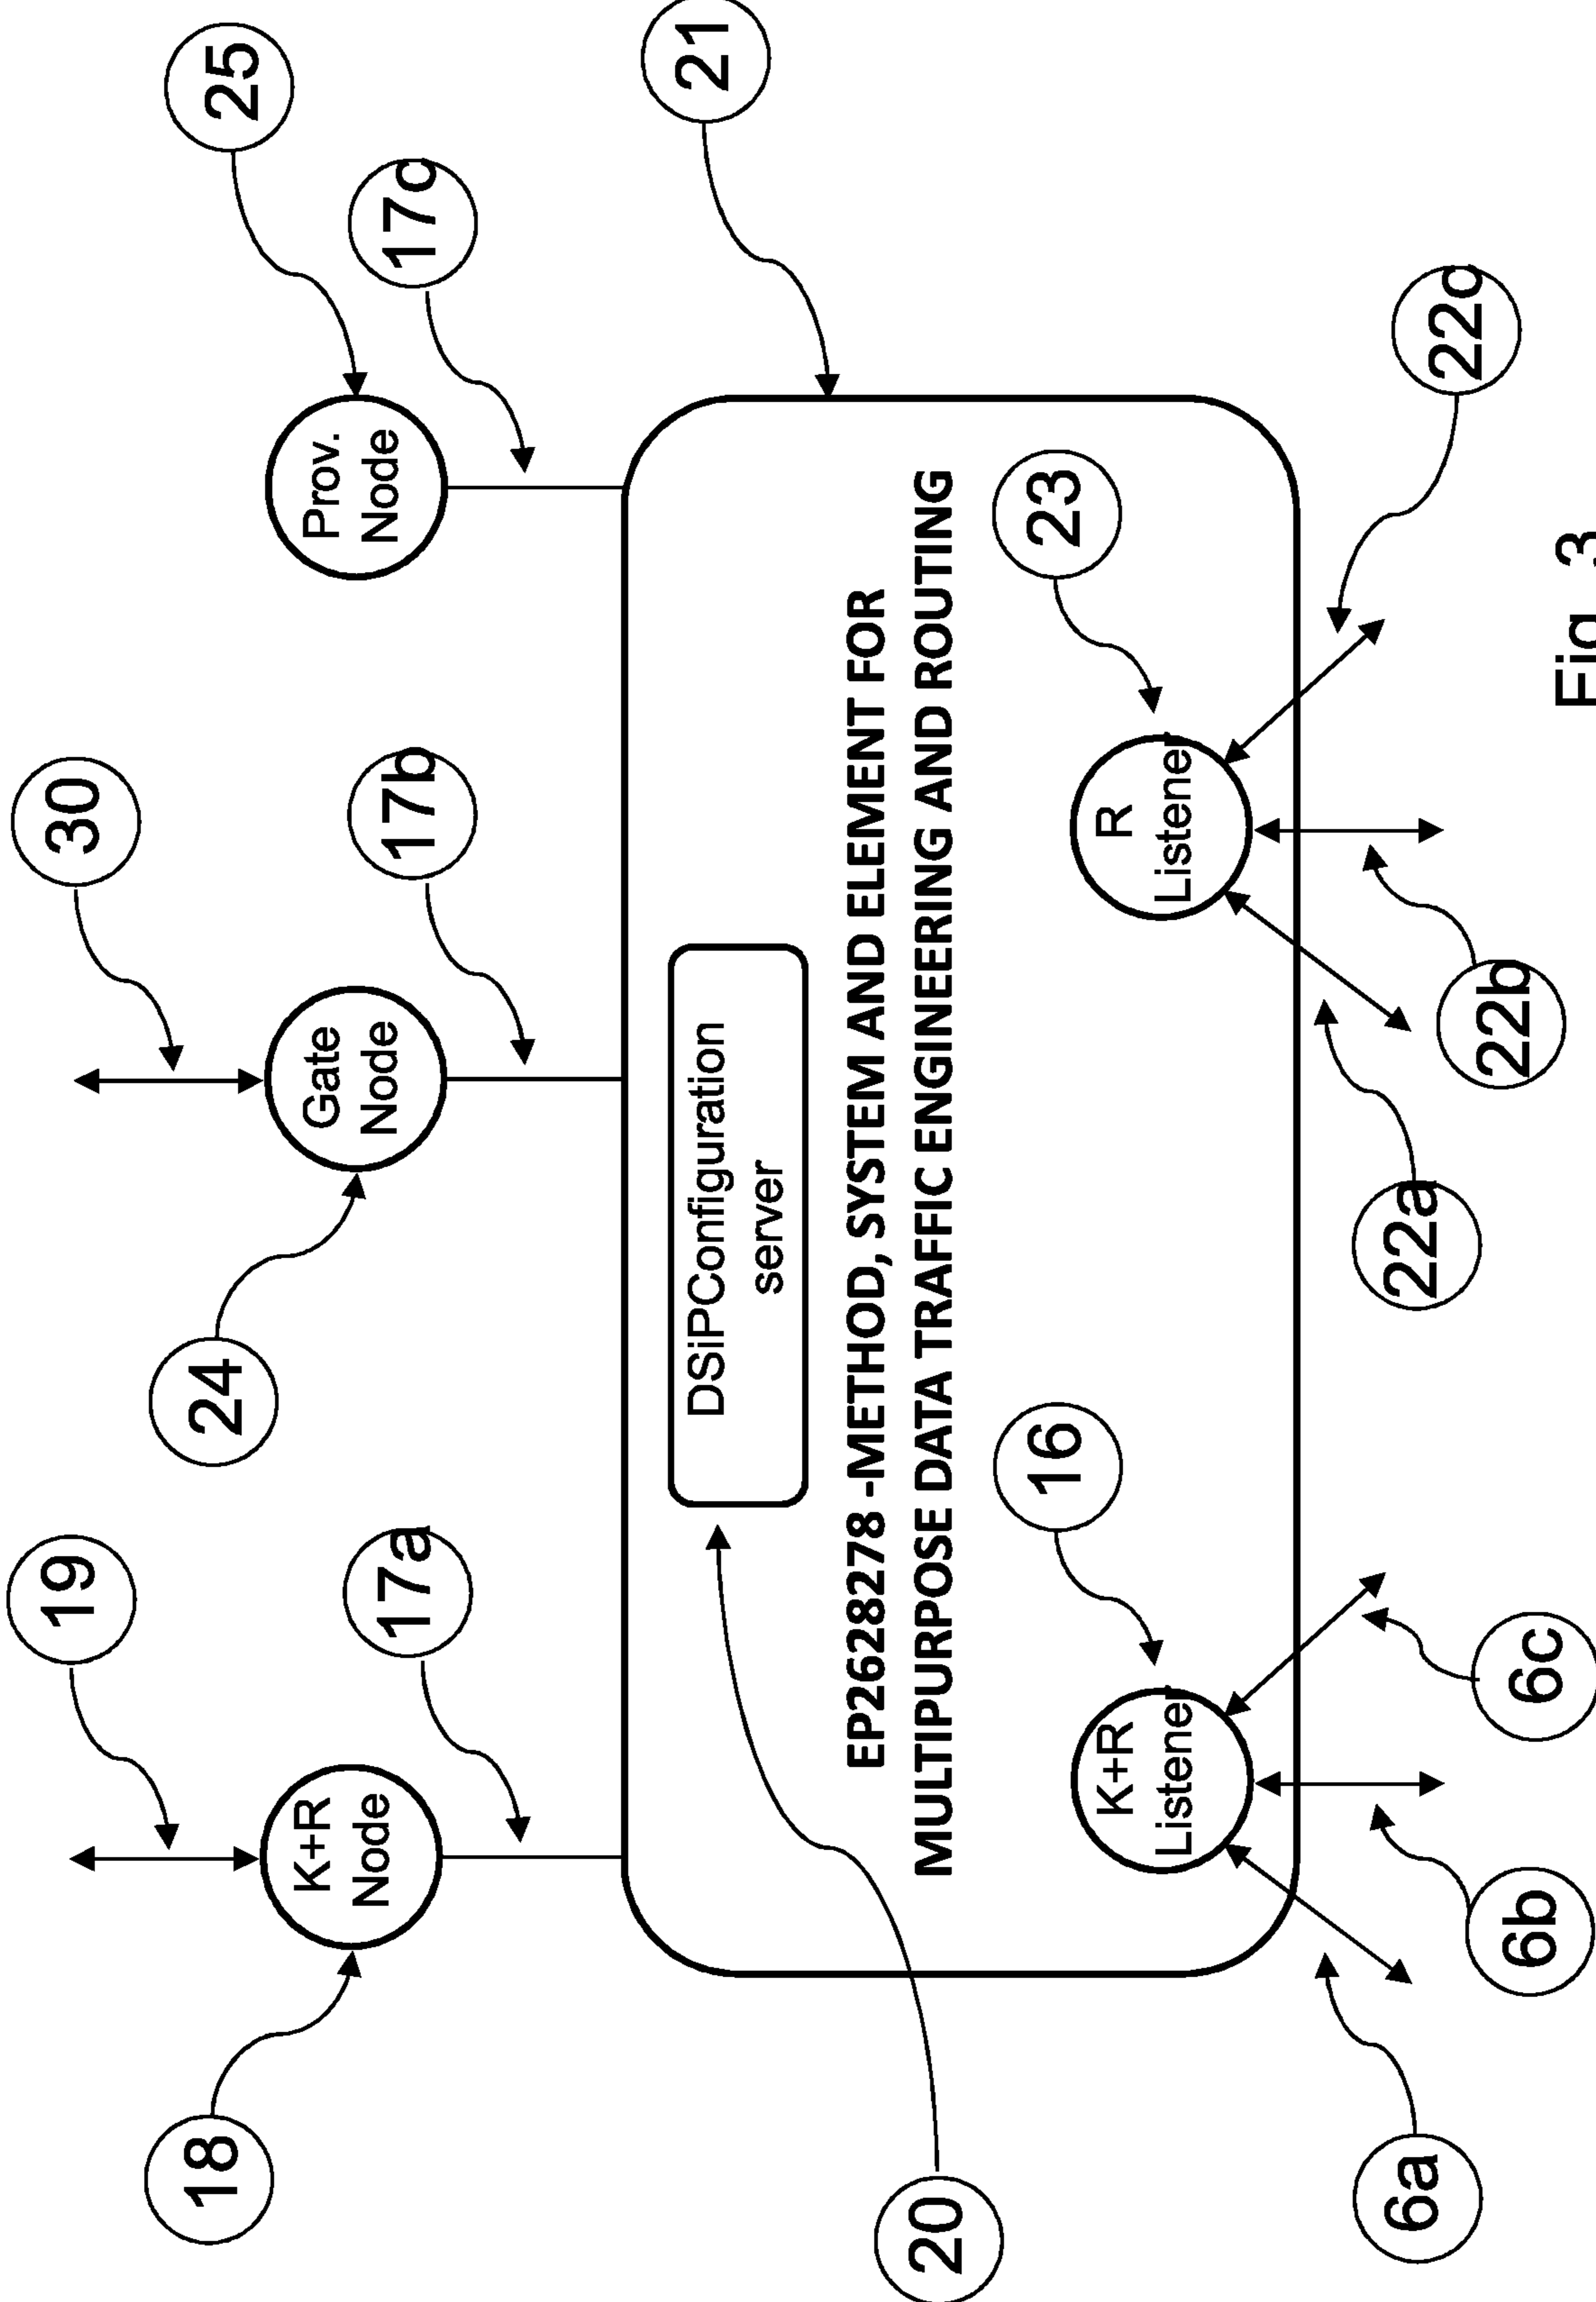 19
30
25
18
24
17a
17b
17c
K+R
Node
Gate
Node
Prov.
Node
21
20
DSiPConfiguration
server
EP2628278 -METHOD, SYSTEM AND ELEMENT FOR
MULTIPURPOSE DATA TRAFFIC ENGINEERING AND ROUTING
16
23
K+R
Listener
R
Listener
6a
6b
6c
22a
22b
22c
Fig. 3